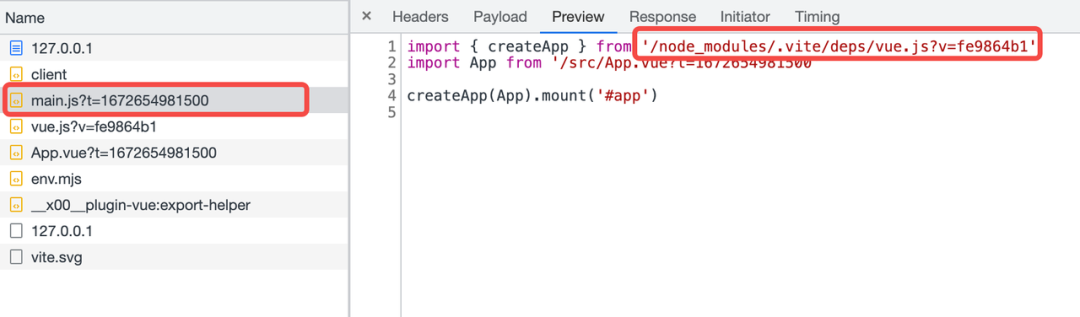 Name
127.0.0.1
client
main.js?t=1672654981500
vue.js?v=fe9864b1
App.vue?t=1672654981500
env.mjs
__x00__plugin-vue:export-helper
127.0.0.1
vite.svg
× Headers Payload Preview Response Initiator Timing
1 import { createApp } from '/node_modules/.vite/deps/vue.js?v=fe9864b1'
2 import App from '/src/App.vue?t=1672654981500'
3
4 createApp(App).mount('#app')
5